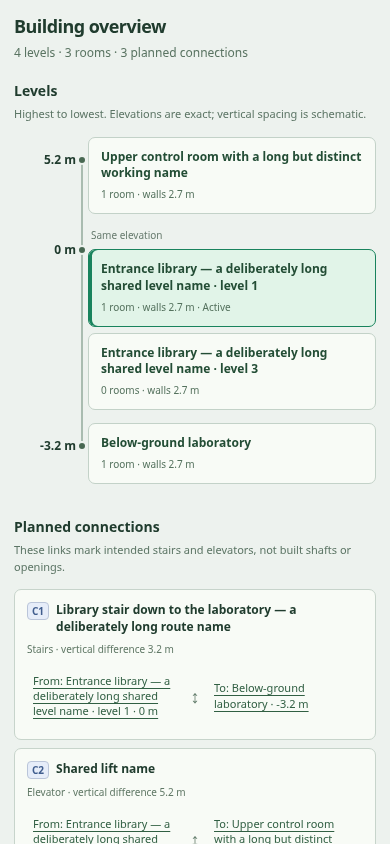 Building overview
4 levels · 3 rooms · 3 planned connections
Levels
Highest to lowest. Elevations are exact; vertical spacing is schematic.
5.2 m
Upper control room with a long but distinct
working name
1 room · walls 2.7 m
Same elevation
0 m
Entrance library — a deliberately long
shared level name · level 1
1 room · walls 2.7 m · Active
Entrance library — a deliberately long
shared level name · level 3
0 rooms · walls 2.7 m
-3.2 m
Below-ground laboratory
1 room · walls 2.7 m
Planned connections
These links mark intended stairs and elevators, not built shafts or
openings.
C1
Library stair down to the laboratory — a
deliberately long route name
Stairs · vertical difference 3.2 m
From: Entrance library — a
deliberately long shared
level name · level 1 · 0 m
↕
To: Below-ground
laboratory · -3.2 m
C2
Shared lift name
Elevator · vertical difference 5.2 m
From: Entrance library — a
deliberately long shared
↕
To: Upper control room
with a long but distinct